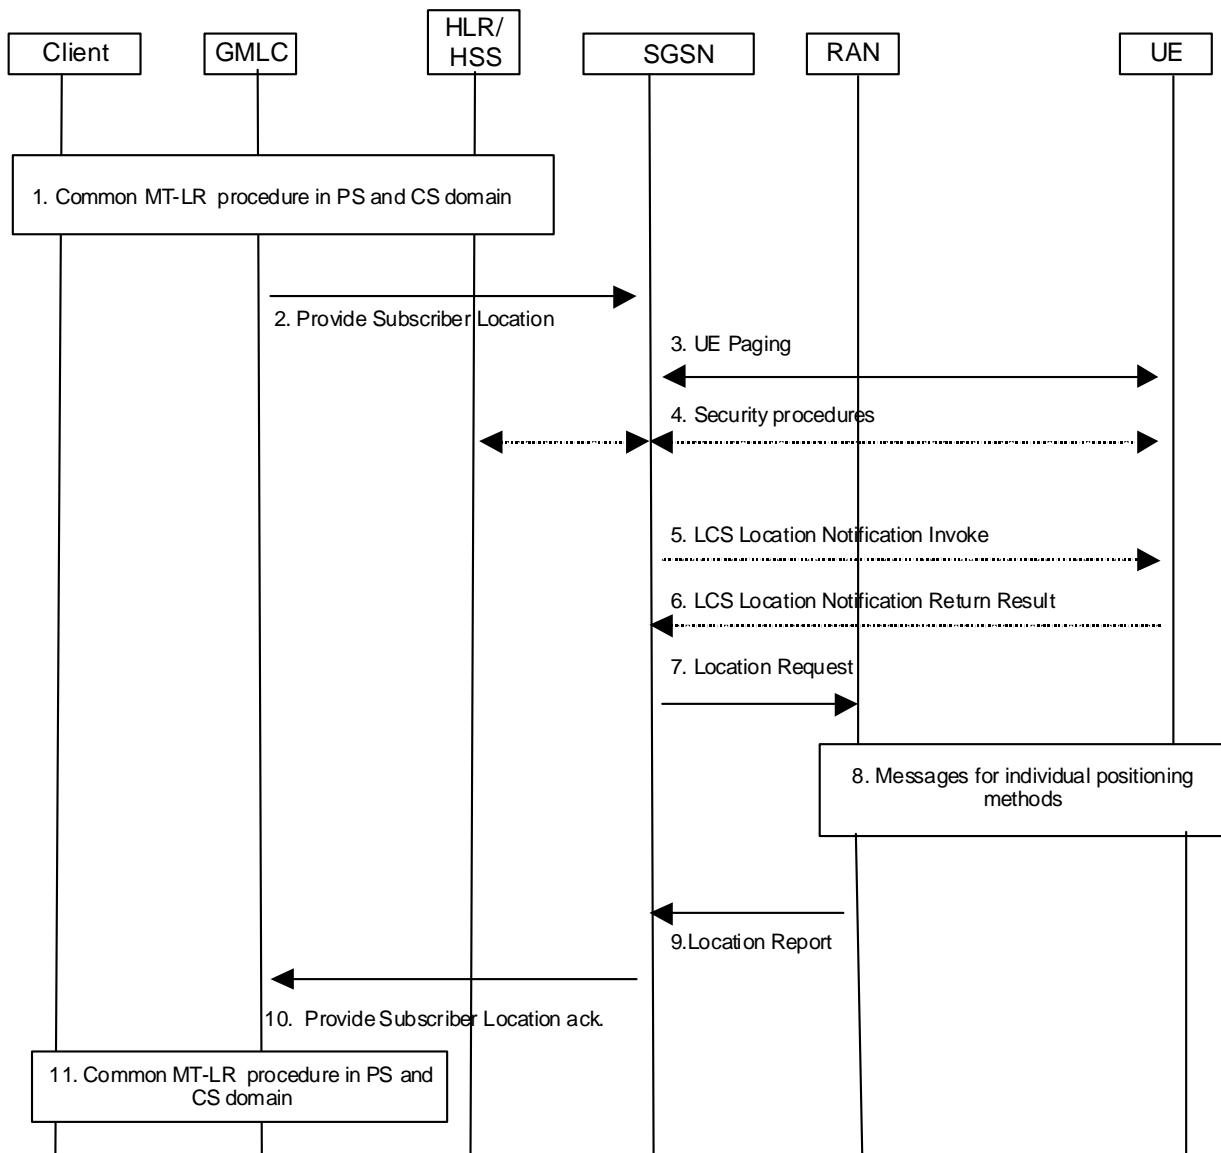 Client
GMLC
HLR/
HSS
SGSN
RAN
UE
1. Common MT-LR procedure in PS and CS domain
2. Provide Subscriber Location
3. UE Paging
4. Security procedures
5. LCS Location Notification Invoke
6. LCS Location Notification Return Result
7. Location Request
8. Messages for individual positioning
methods
9.Location Report
10. Provide Subscriber Location ack.
11. Common MT-LR procedure in PS and
CS domain